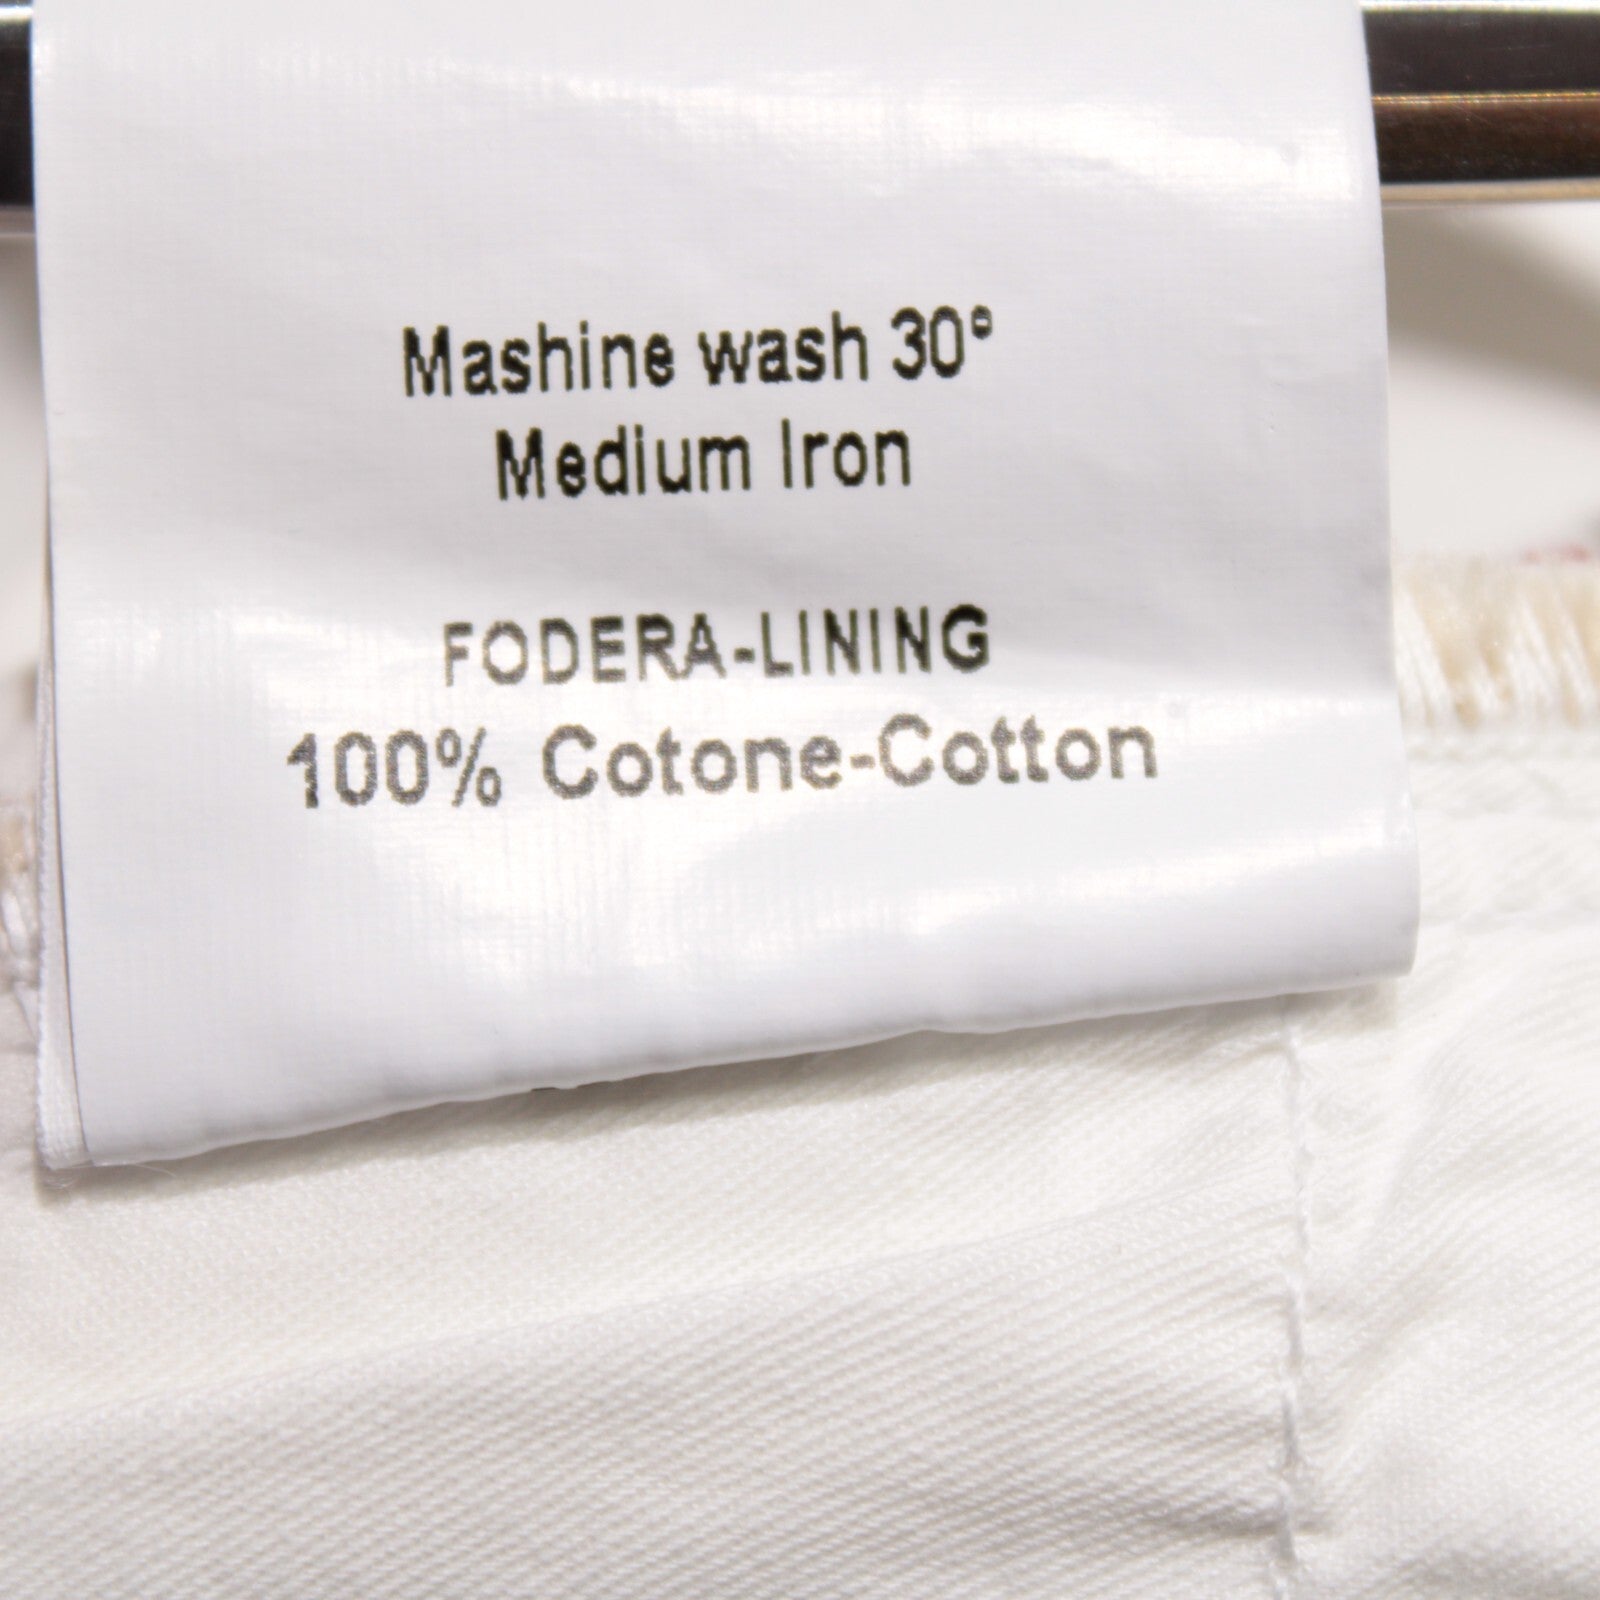 Mashine wash 30°
Medium Iron
FODERA-LINING
100% Cotone-Cotton